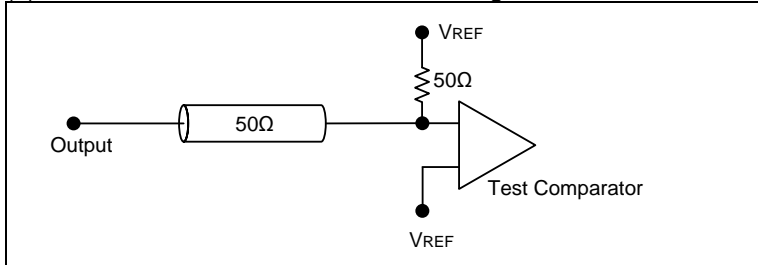 VREF
50Ω
50Ω
Output
Test Comparator
VREF